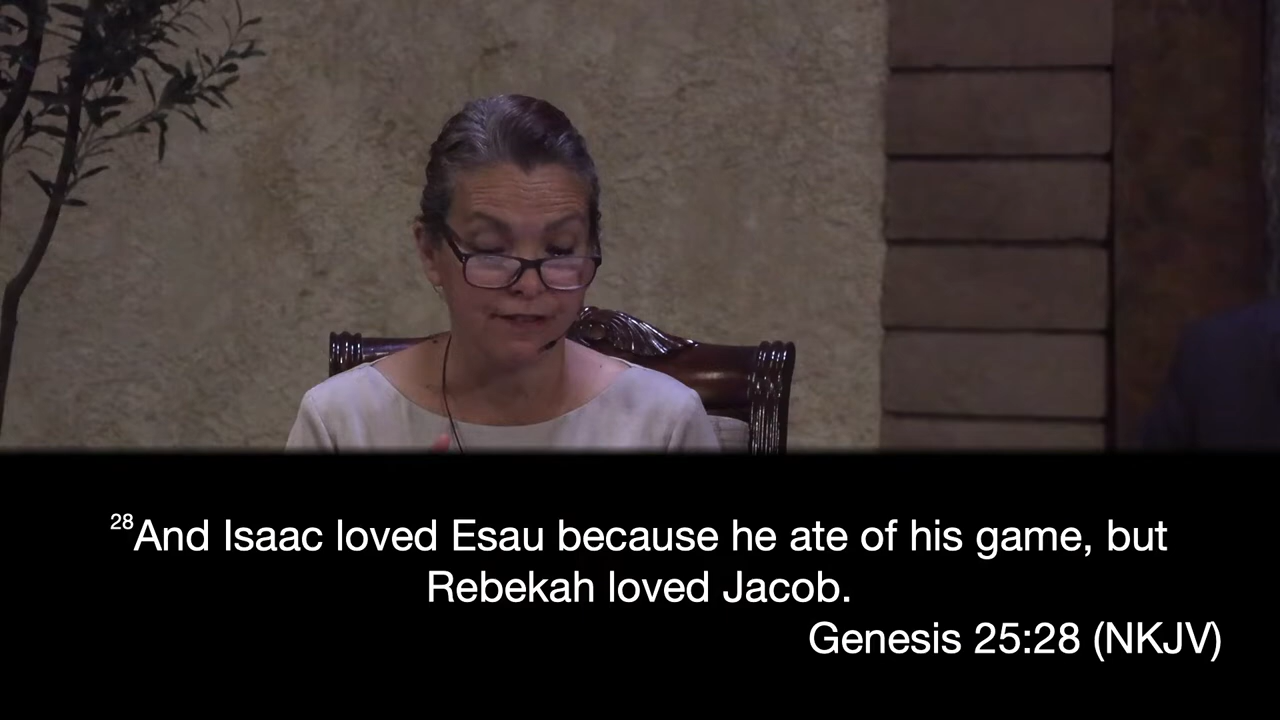 28And Isaac loved Esau because he ate of his game, but
Rebekah loved Jacob.
Genesis 25:28 (NKJV)